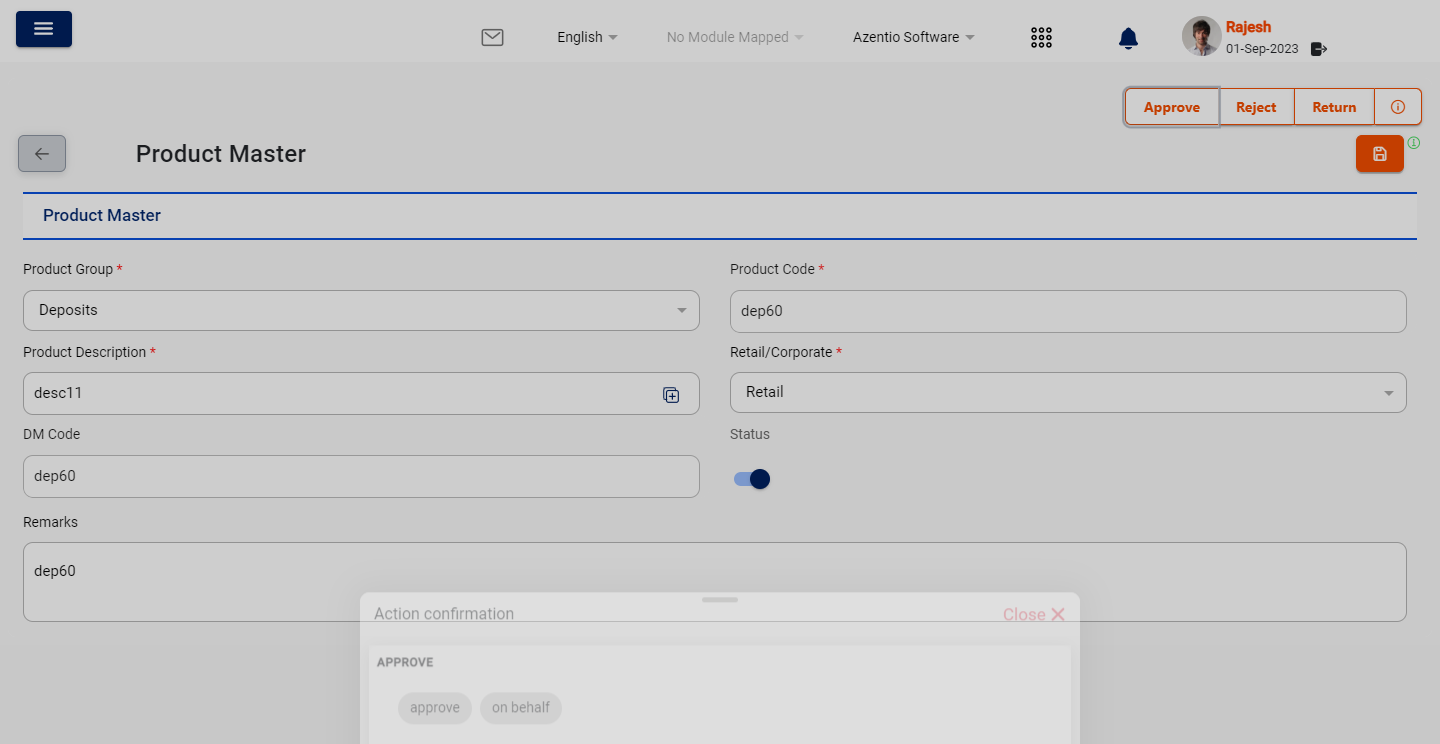 English
No Module Mapped
Azentio Software
Rajesh
01-Sep-2023
Approve
Reject
Return
Product Master
Product Master
Product Group *
Product Code *
Deposits
dep60
Product Description *
Retail/Corporate *
desc11
Retail
DM Code
Status
dep60
Remarks
dep60
Action confirmation
Close
APPROVE
approve
on behalf